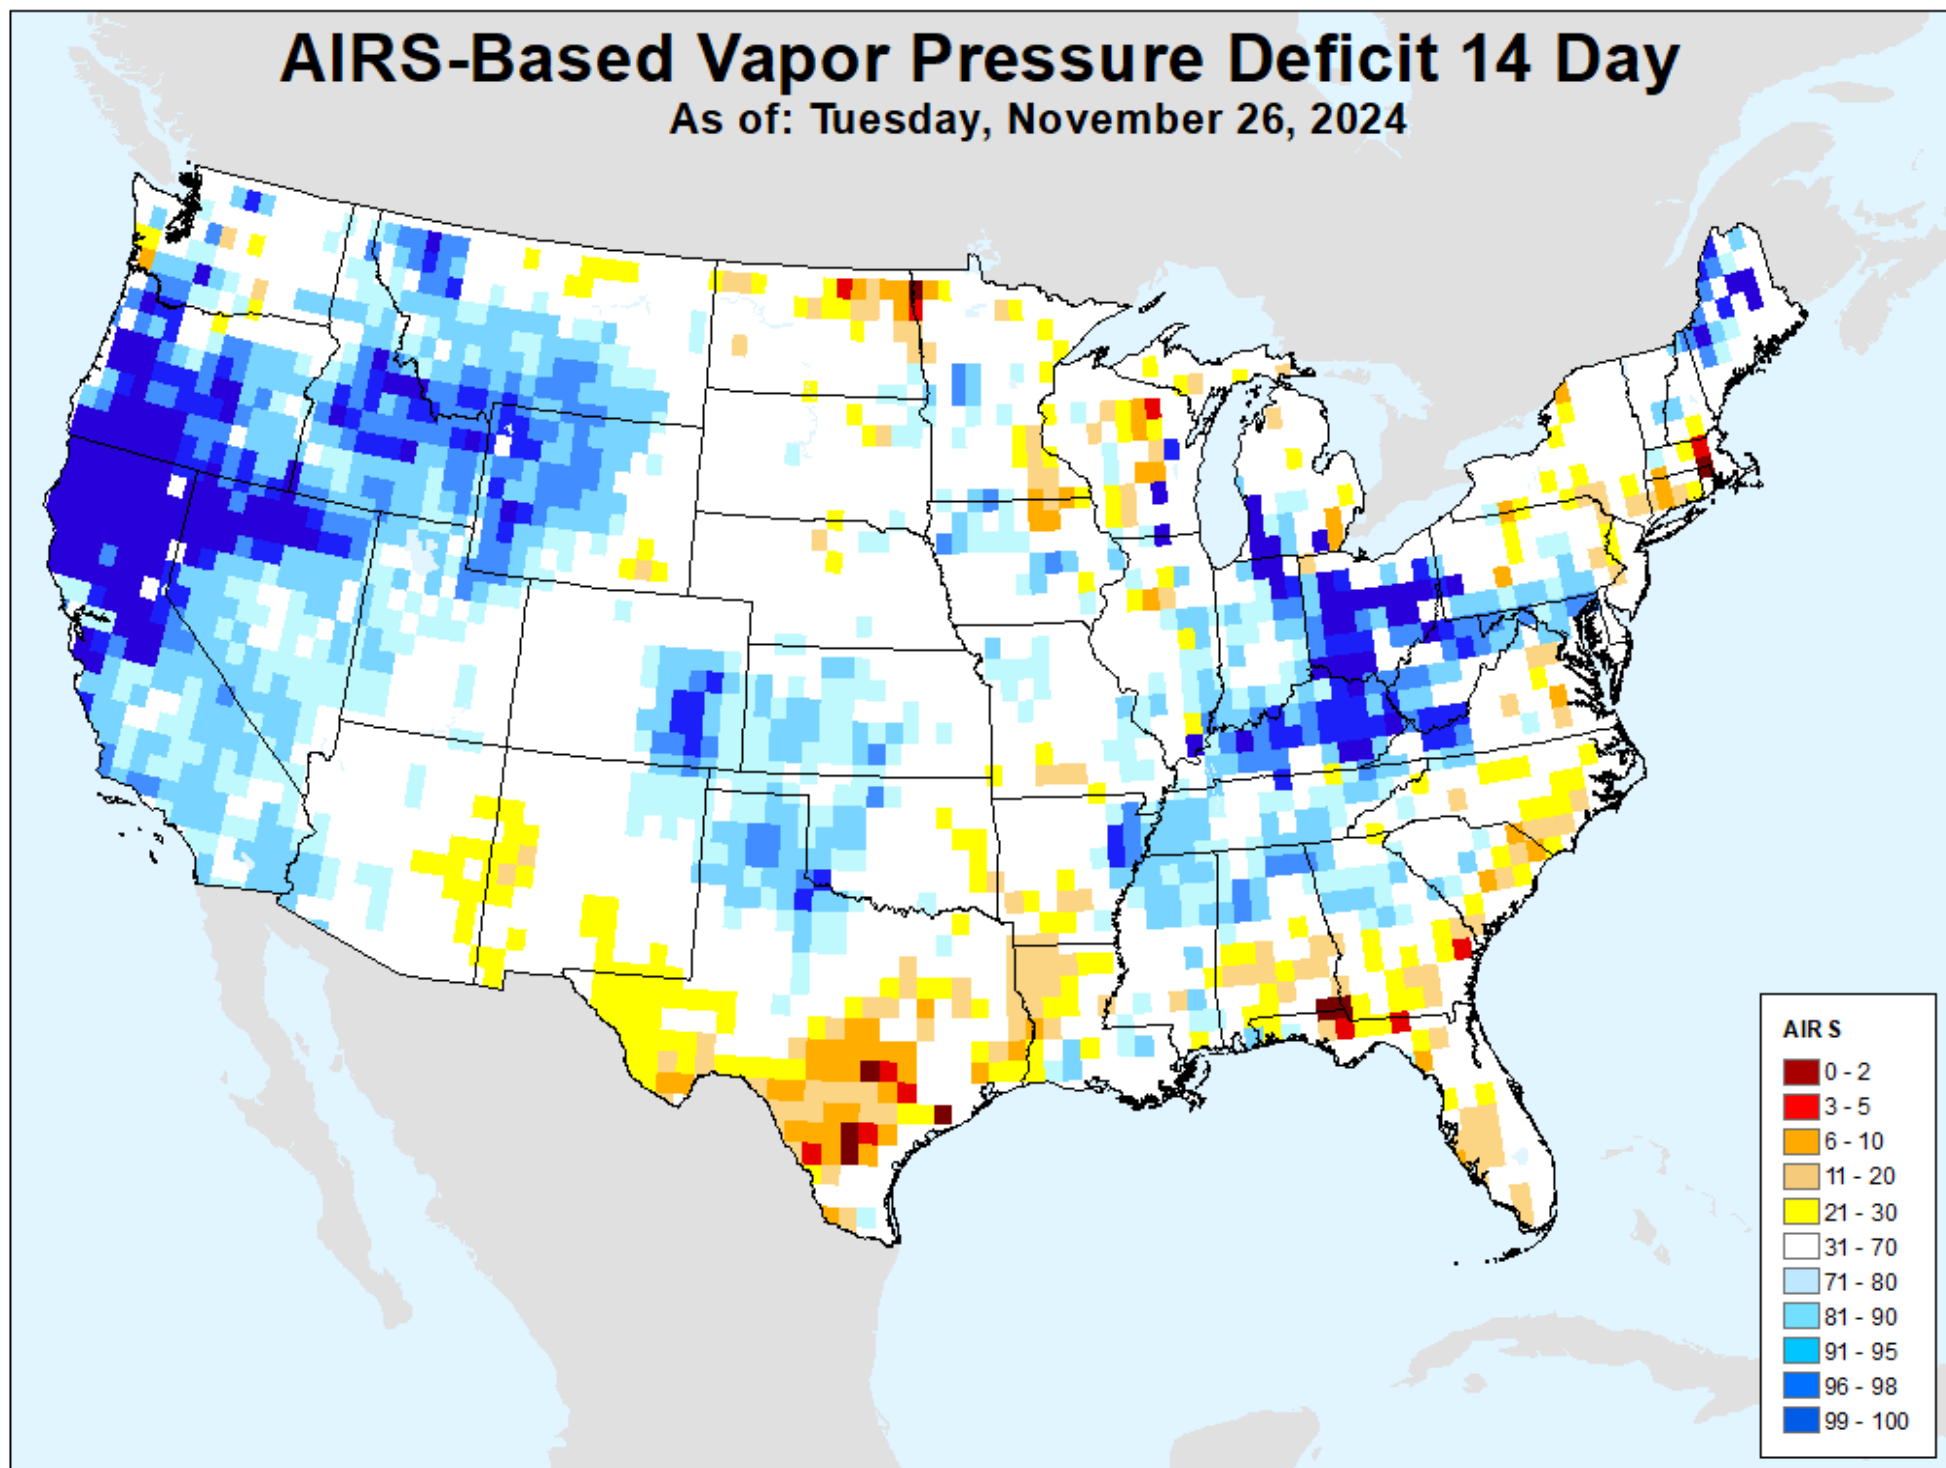 AIRS-Based Vapor Pressure Deficit 14 Day
As of: Tuesday, November 26, 2024
AIRS
0 - 2
3 - 5
6 - 10
11 - 20
21 - 30
31 - 70
71 - 80
81 - 90
91 - 95
96 - 98
99 - 100